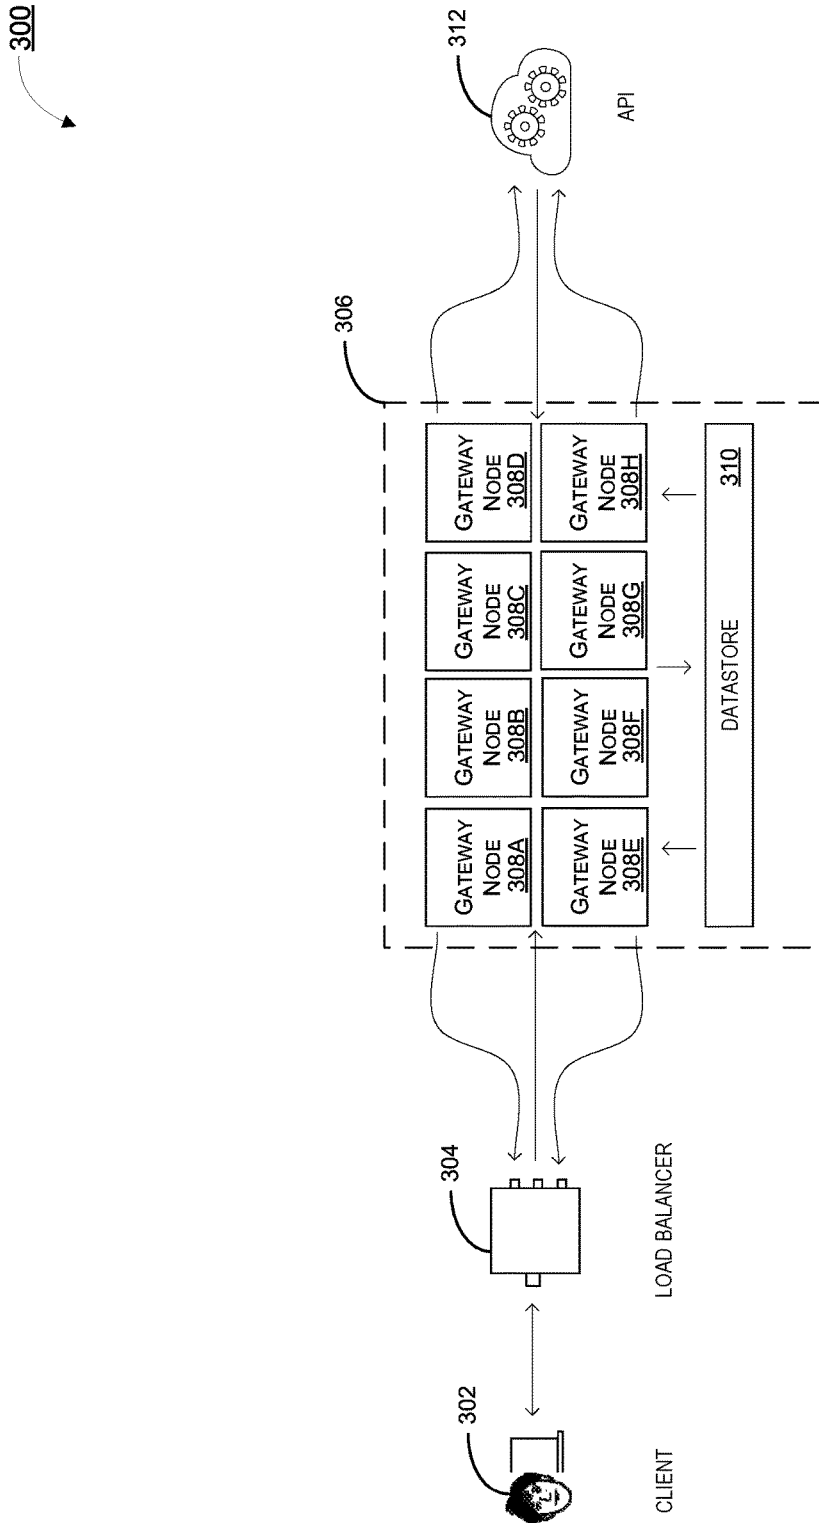 300
302
CLIENT
304
LOAD BALANCER
306
GATEWAY
NODE
308A
GATEWAY
NODE
308B
GATEWAY
NODE
308C
GATEWAY
NODE
308D
GATEWAY
NODE
308E
GATEWAY
NODE
308F
GATEWAY
NODE
308G
GATEWAY
NODE
308H
DATASTORE 310
312
API